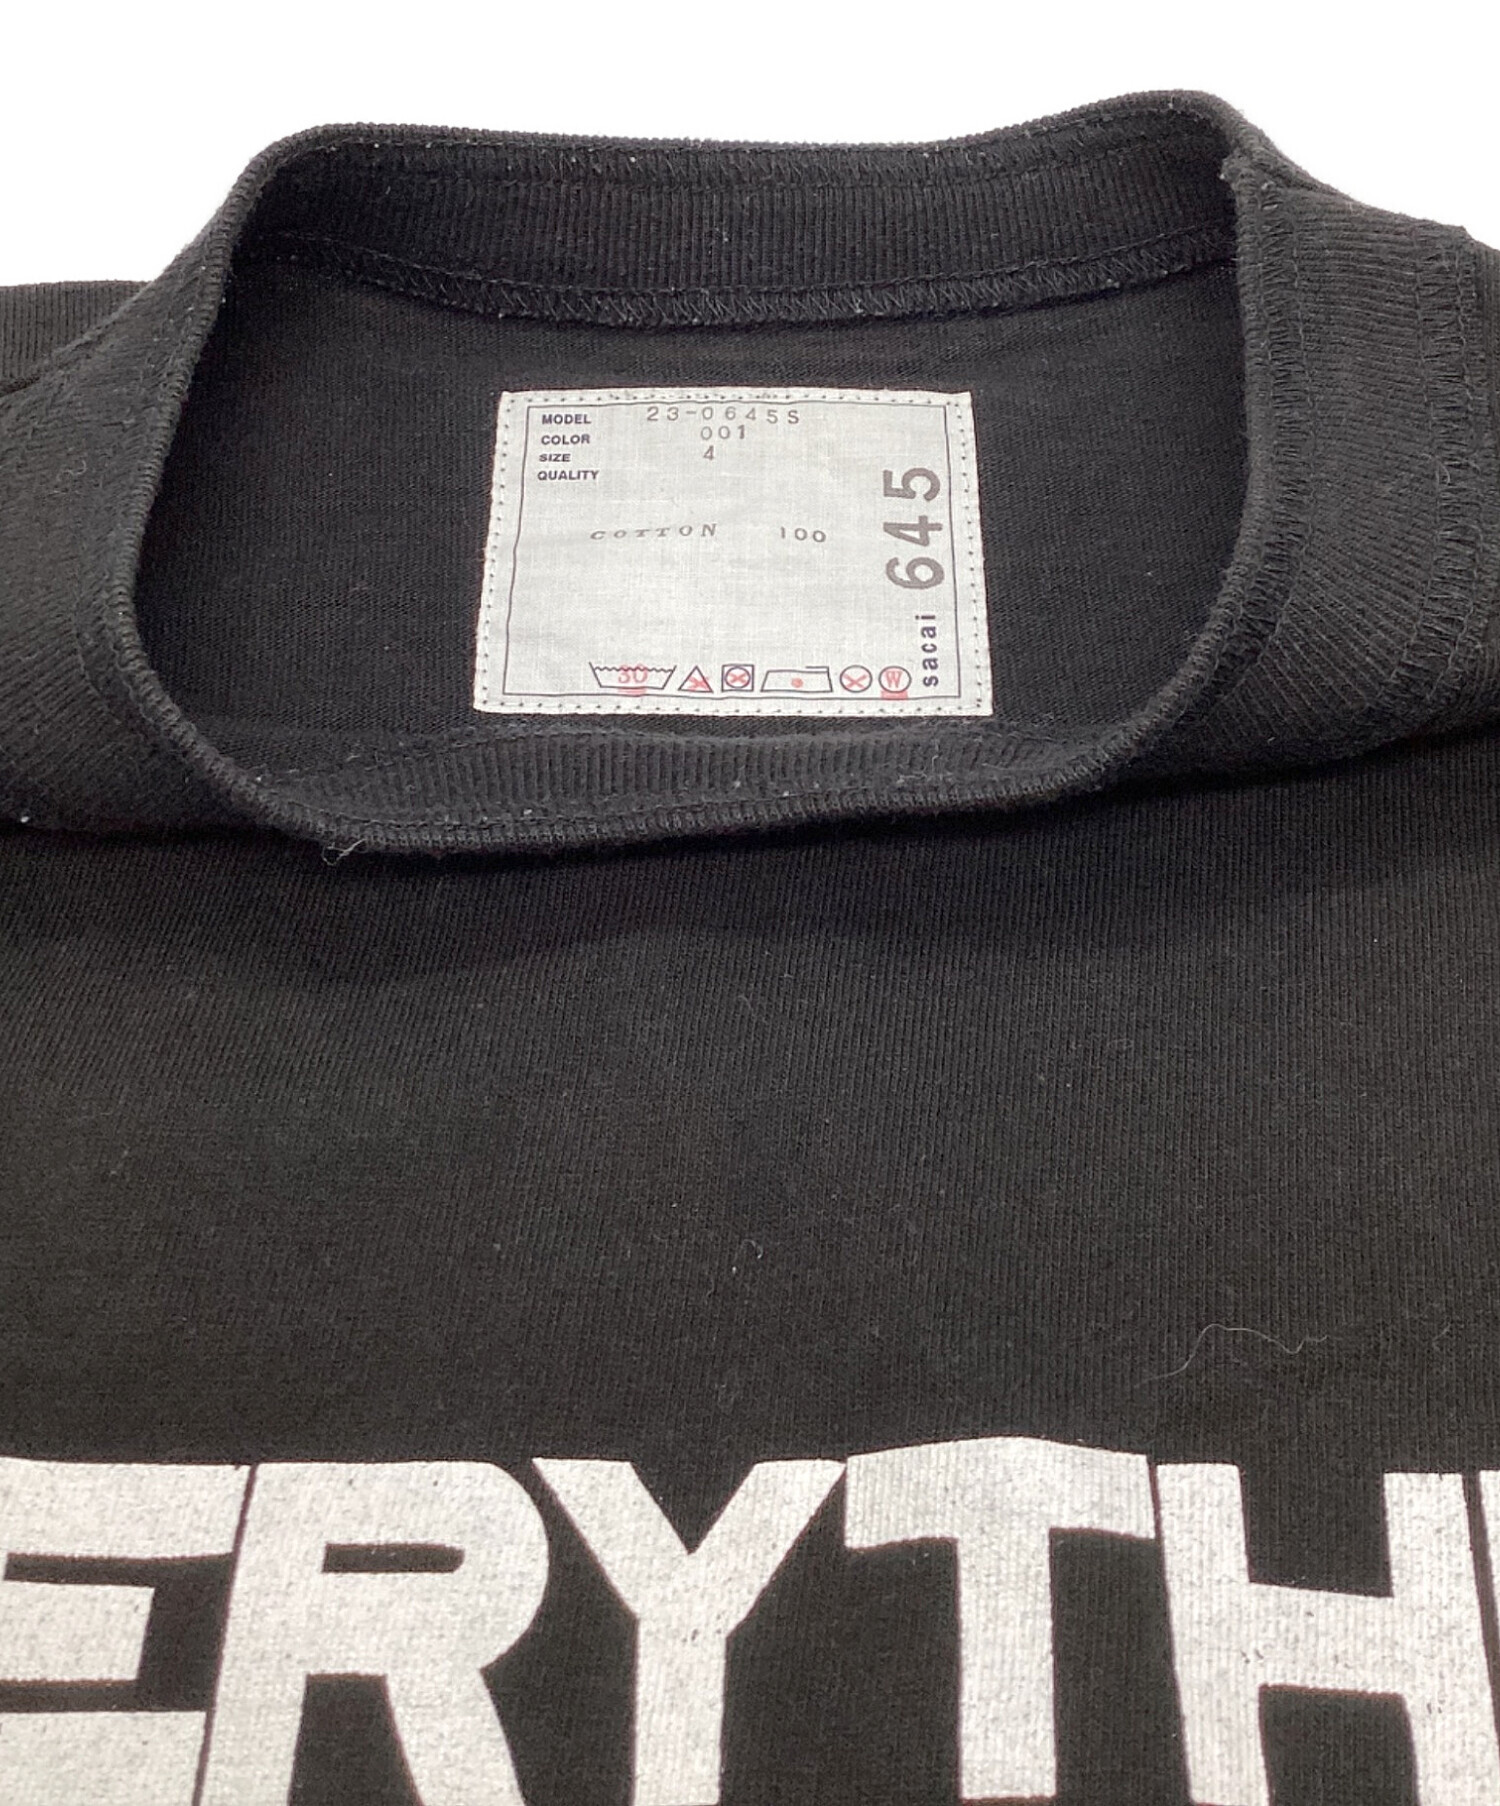 MODEL 23-0645S
COLOR 001
SIZE 4
QUALITY
COTTON 100
sacai 645
30
W
ERYTH